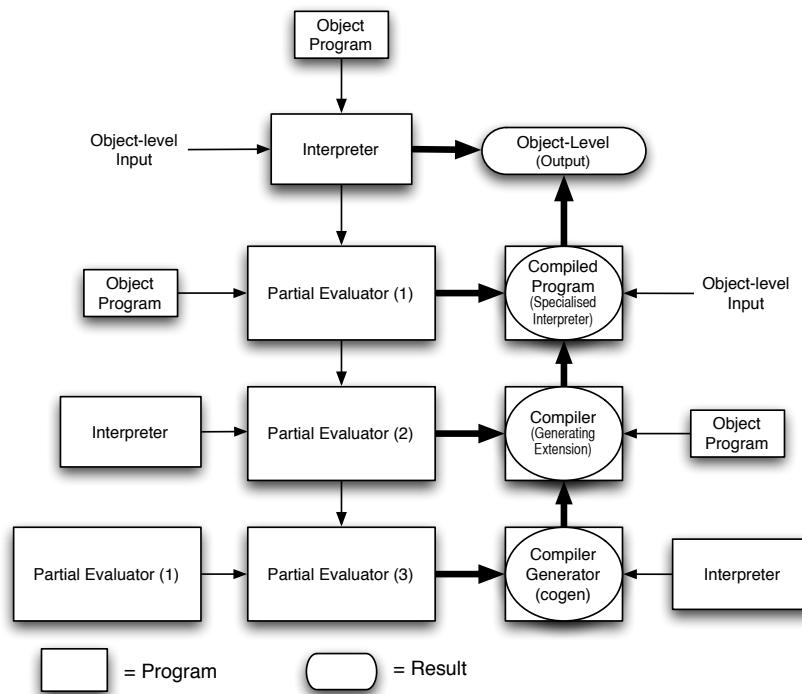 Object
Program
Object-level
Input
Interpreter
Object-Level
(Output)
Object
Program
Partial Evaluator (1)
Compiled
Program
(Specialised
Interpreter)
Object-level
Input
Interpreter
Partial Evaluator (2)
Compiler
(Generating
Extension)
Object
Program
Partial Evaluator (1)
Partial Evaluator (3)
Compiler
Generator
(cogen)
Interpreter
= Program
= Result